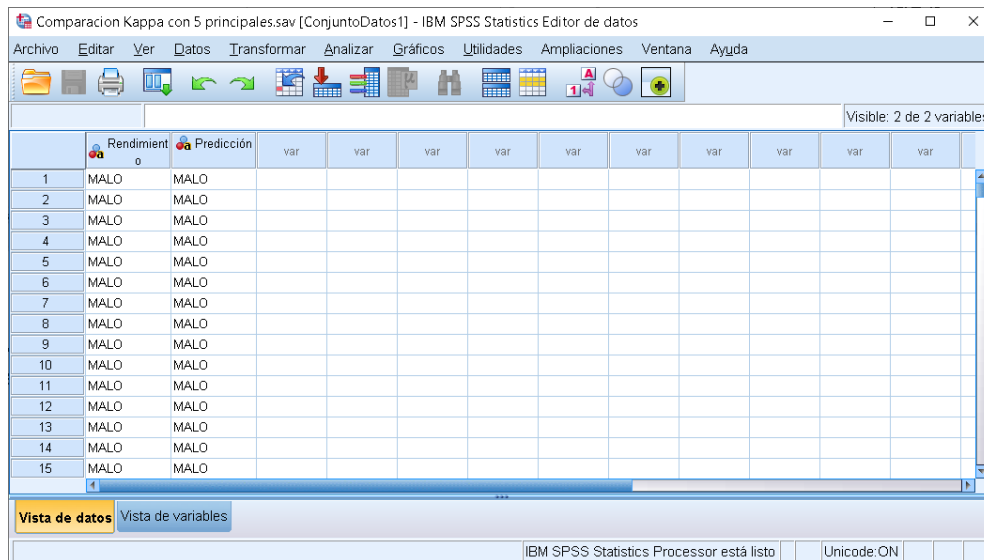 Comparacion Kappa con 5 principales.sav [ConjuntoDatos1] - IBM SPSS Statistics Editor de datos
Archivo Editar Ver Datos Transformar Analizar Gráficos Utilidades Ampliaciones Ventana Ayuda
Visible: 2 de 2 variables
Rendimient
o
Predicción var var var var var var var var var var
1 MALO MALO
2 MALO MALO
3 MALO MALO
4 MALO MALO
5 MALO MALO
6 MALO MALO
7 MALO MALO
8 MALO MALO
9 MALO MALO
10 MALO MALO
11 MALO MALO
12 MALO MALO
13 MALO MALO
14 MALO MALO
15 MALO MALO
Vista de datos Vista de variables
IBM SPSS Statistics Processor está listo Unicode:ON